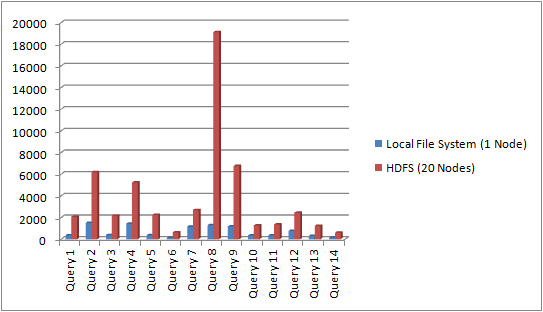 20000
18000
16000
14000
12000
10000
8000
6000
4000
2000
0
Query 1
Query 2
Query 3
Query 4
Query 5
Query 6
Query 7
Query 8
Query 9
Query 10
Query 11
Query 12
Query 13
Query 14
Local File System (1 Node)
HDFS (20 Nodes)